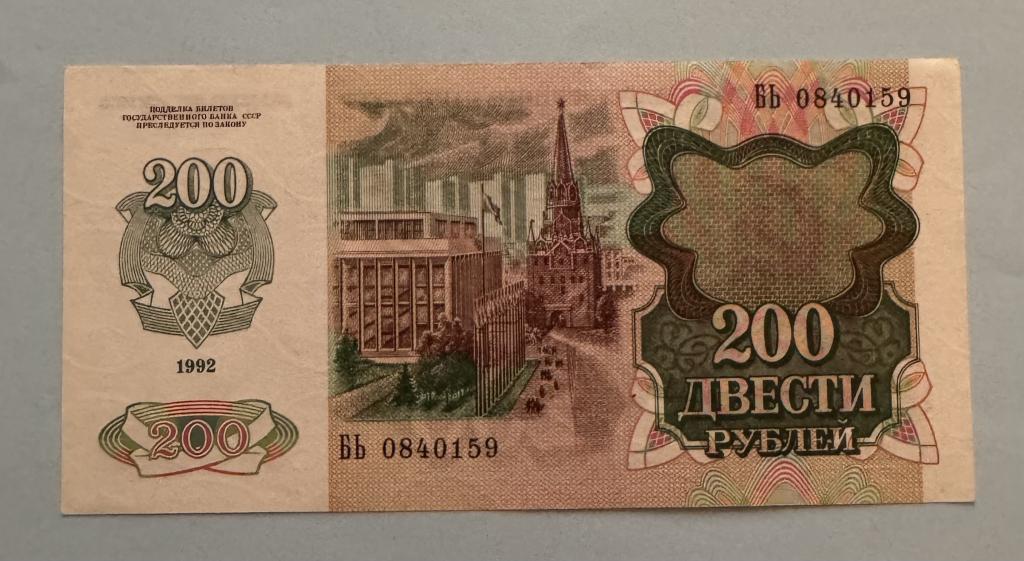 ПОДДЕЛКА БИЛЕТОВ
ГОСУДАРСТВЕННОГО БАНКА СССР
ПРЕСЛЕДУЕТСЯ ПО ЗАКОНУ
200
1992
200
БЬ 0840159
БЬ 0840159
200
ДВЕСТИ
РУБЛЕЙ